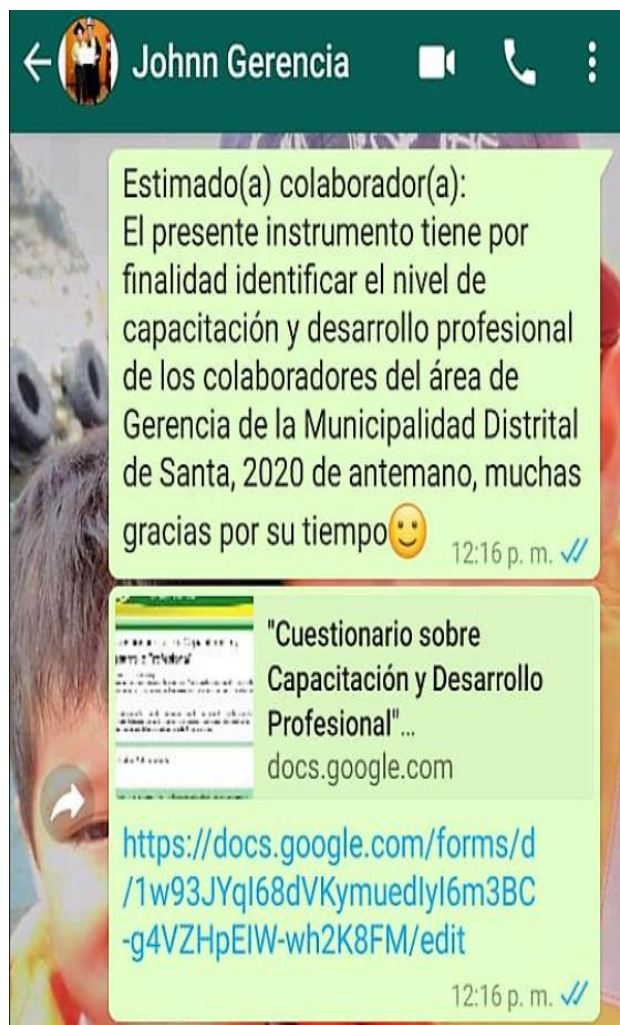 Johnn Gerencia
Estimado(a) colaborador(a):
El presente instrumento tiene por
finalidad identificar el nivel de
capacitación y desarrollo profesional
de los colaboradores del área de
Gerencia de la Municipalidad Distrital
de Santa, 2020 de antemano, muchas
gracias por su tiempo🙂
12:16 p. m.
"Cuestionario sobre
Capacitación y Desarrollo
Profesional"...
docs.google.com
https://docs.google.com/forms/d
/1w93JYqI68dVKymuedIyI6m3BC
-g4VZHpEIW-wh2K8FM/edit
12:16 p. m.